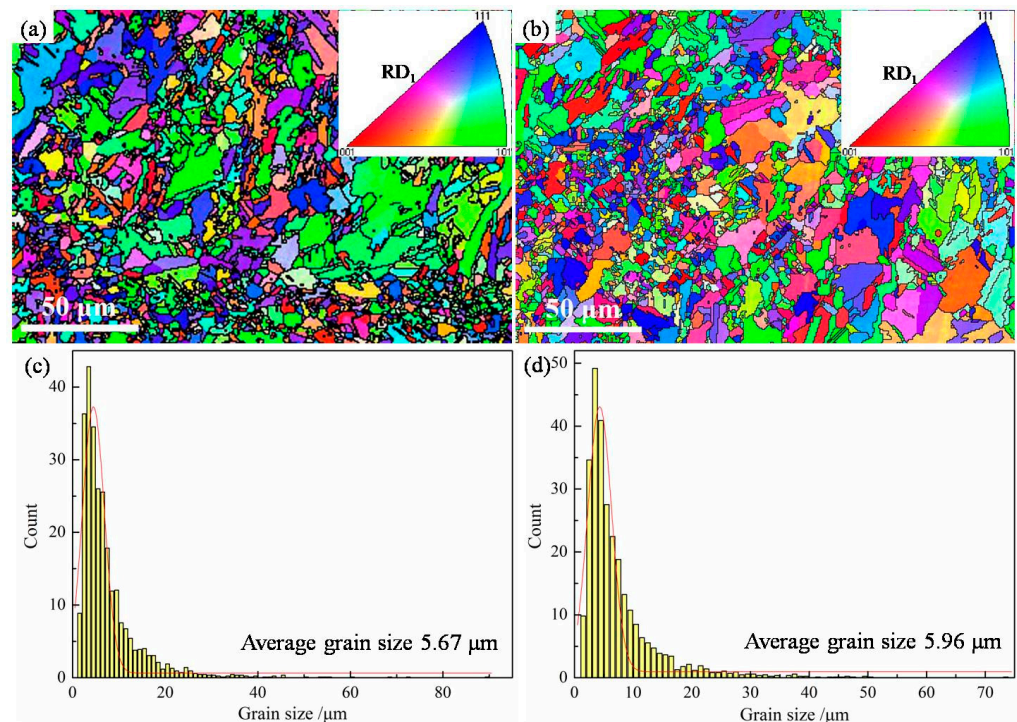 (a)
111
RD1
001
101
50 μm
(b)
111
RD1
001
101
50 μm
(c)
40
30
20
10
0
Count
Average grain size 5.67 μm
0 20 40 60 80
Grain size /μm
(d)
50
40
30
20
10
0
Count
Average grain size 5.96 μm
0 10 20 30 40 50 60 70
Grain size /μm